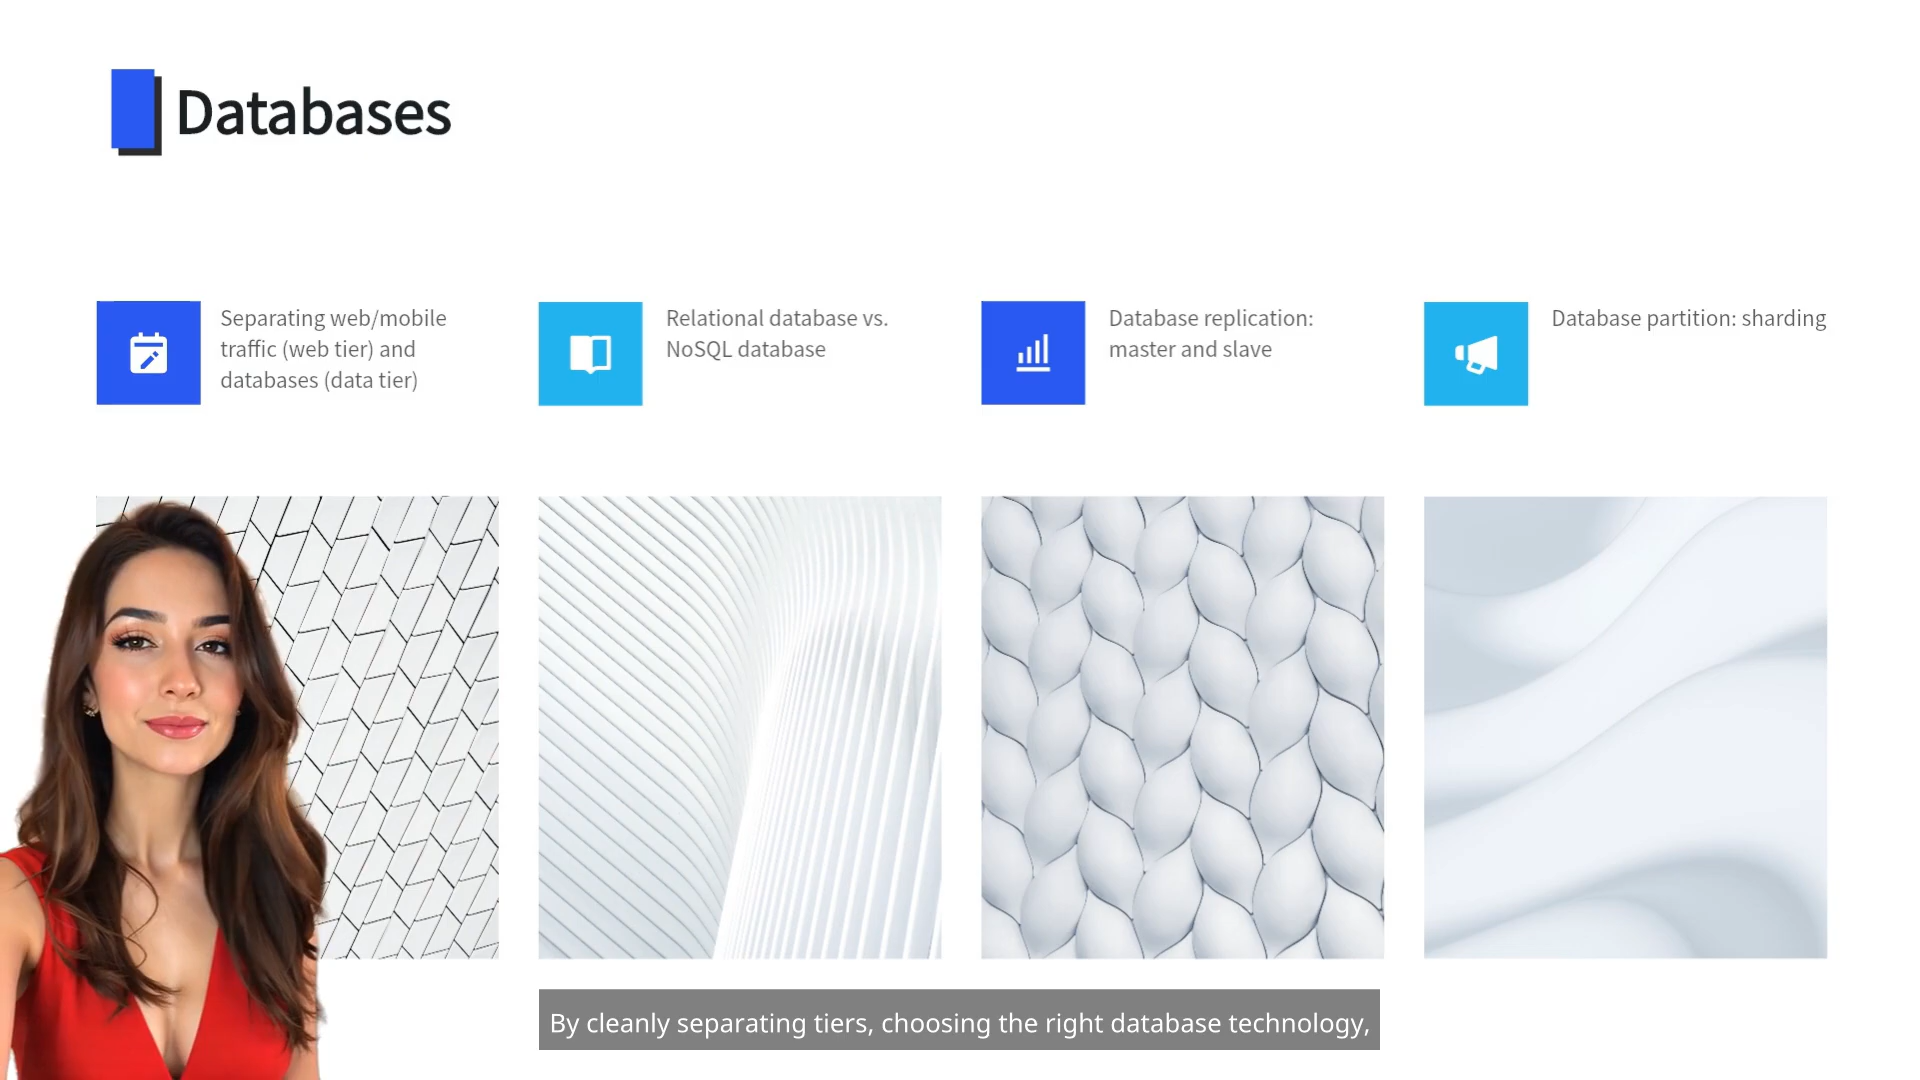 Databases
Separating web/mobile
traffic (web tier) and
databases (data tier)
Relational database vs.
NoSQL database
Database replication:
master and slave
Database partition: sharding
By cleanly separating tiers, choosing the right database technology,